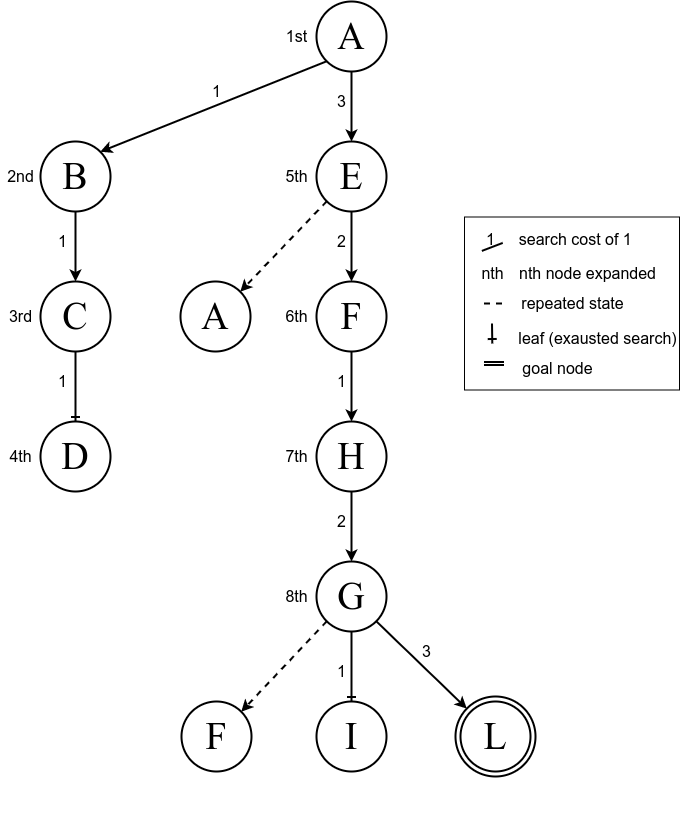 1st A
1 3
2nd B 5th E
1 2
3rd C A 6th F
1 1
4th D 7th H
2
8th G
1 3
F I L
1 search cost of 1
nth nth node expanded
repeated state
leaf (exausted search)
goal node